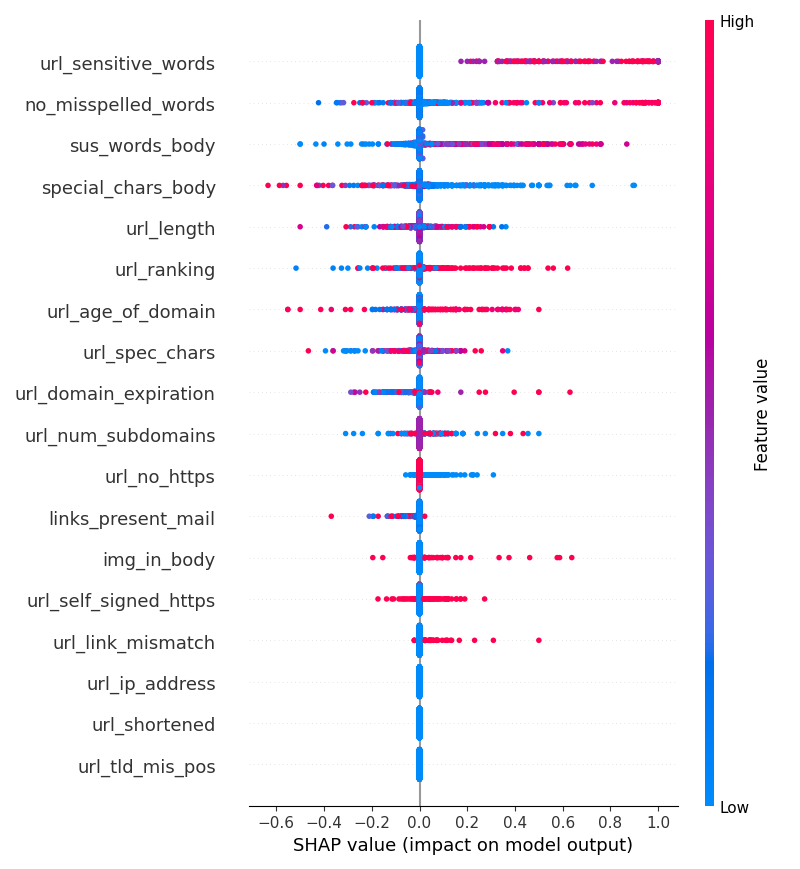 High
url_sensitive_words
no_misspelled_words
sus_words_body
special_chars_body
url_length
url_ranking
url_age_of_domain
url_spec_chars
url_domain_expiration
url_num_subdomains
url_no_https
links_present_mail
img_in_body
url_self_signed_https
url_link_mismatch
url_ip_address
url_shortened
url_tld_mis_pos
Feature value
Low
−0.6 −0.4 −0.2 0.0 0.2 0.4 0.6 0.8 1.0
SHAP value (impact on model output)